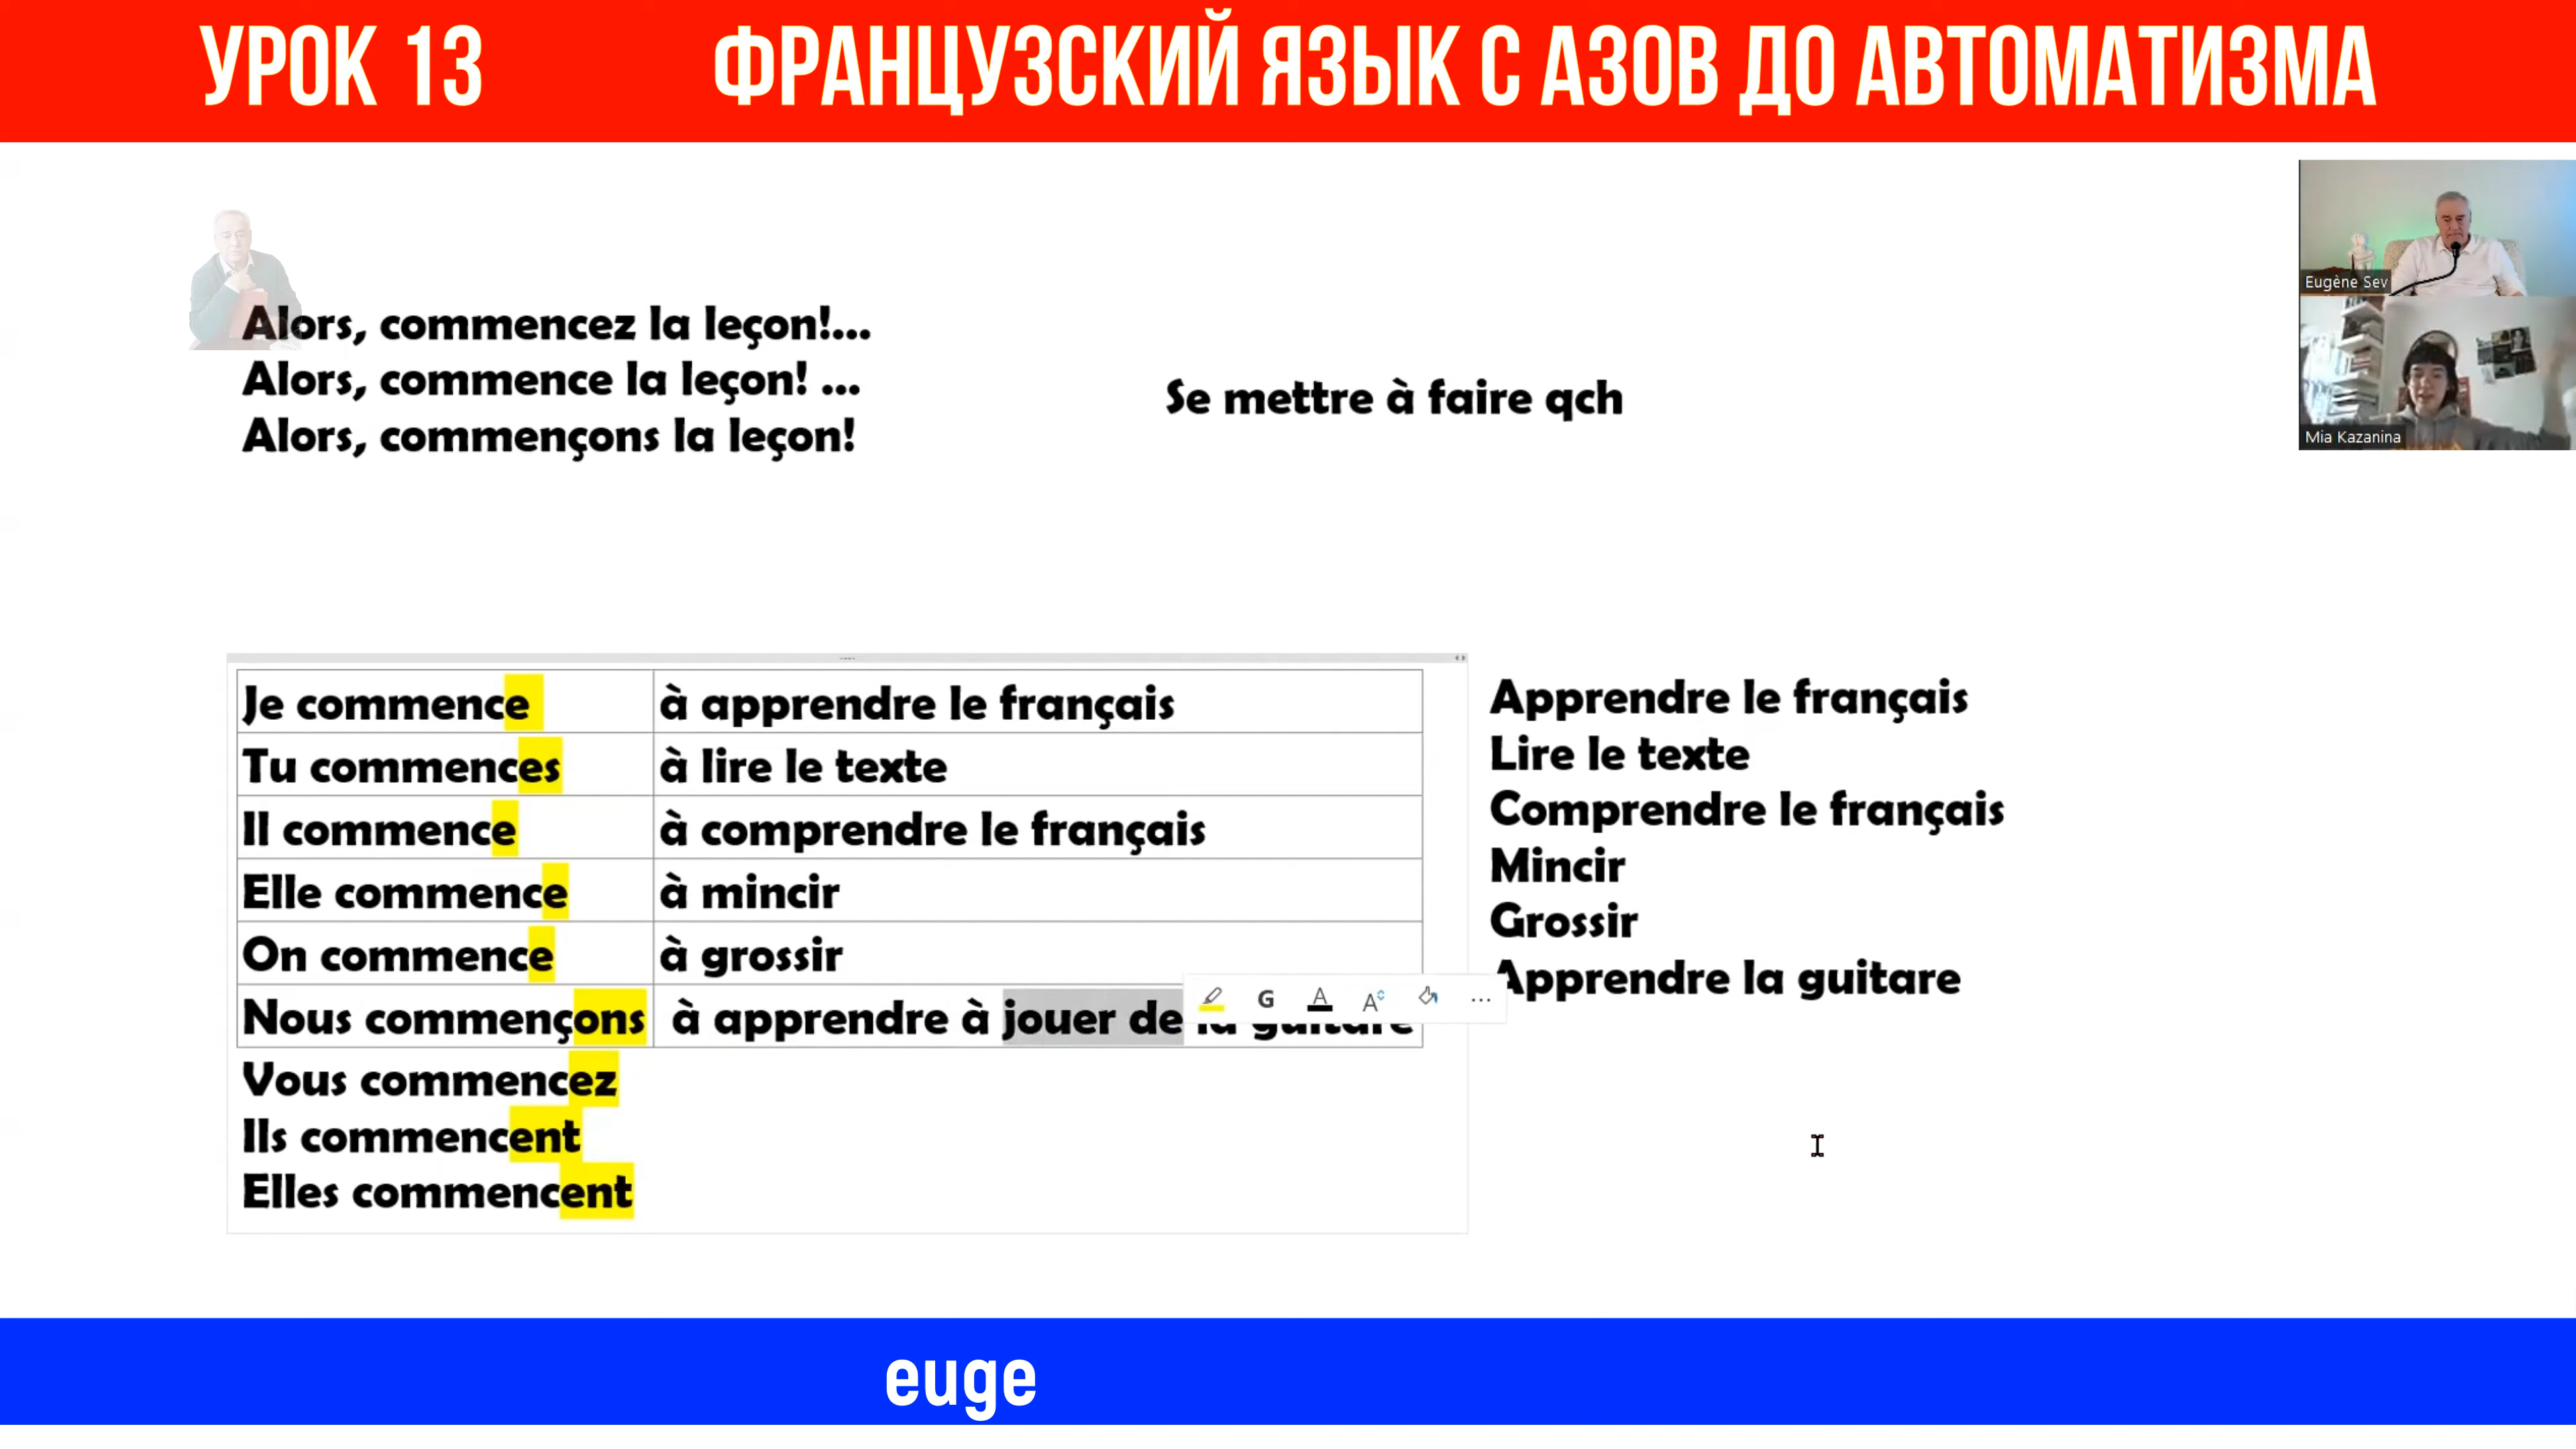 УРОК 13
ФРАНЦУЗСКИЙ ЯЗЫК С АЗОВ ДО АВТОМАТИЗМА
Eugène Sev
Mia Kazanina
Alors, commencez la leçon!...
Alors, commence la leçon! ...
Alors, commençons la leçon!
Se mettre à faire qch
Je commence à apprendre le français
Tu commences à lire le texte
Il commence à comprendre le français
Elle commence à mincir
On commence à grossir
Nous commençons à apprendre à jouer de la guitare
Vous commencez
Ils commencent
Elles commencent
Apprendre le français
Lire le texte
Comprendre le français
Mincir
Grossir
Apprendre la guitare
G A A ...
euge